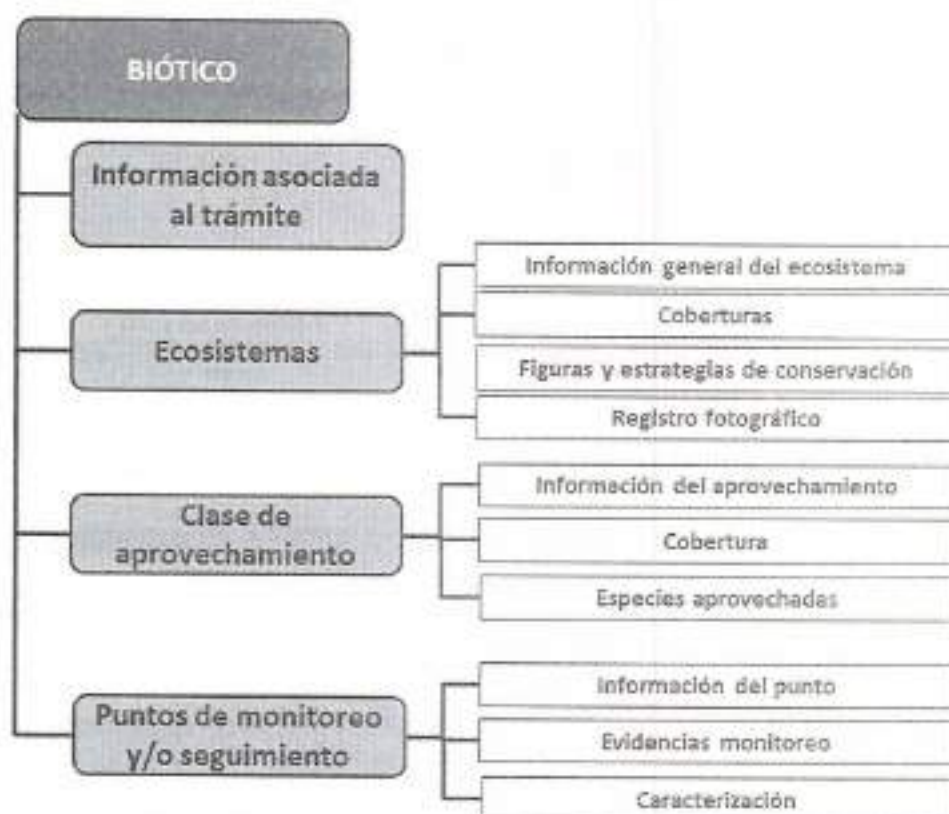 BIÓTICO
Información asociada
al trámite
Ecosistemas
Información general del ecosistema
Coberturas
Figuras y estrategias de conservación
Registro fotográfico
Clase de
aprovechamiento
Información del aprovechamiento
Cobertura
Especies aprovechadas
Puntos de monitoreo
y/o seguimiento
Información del punto
Evidencias monitoreo
Caracterización